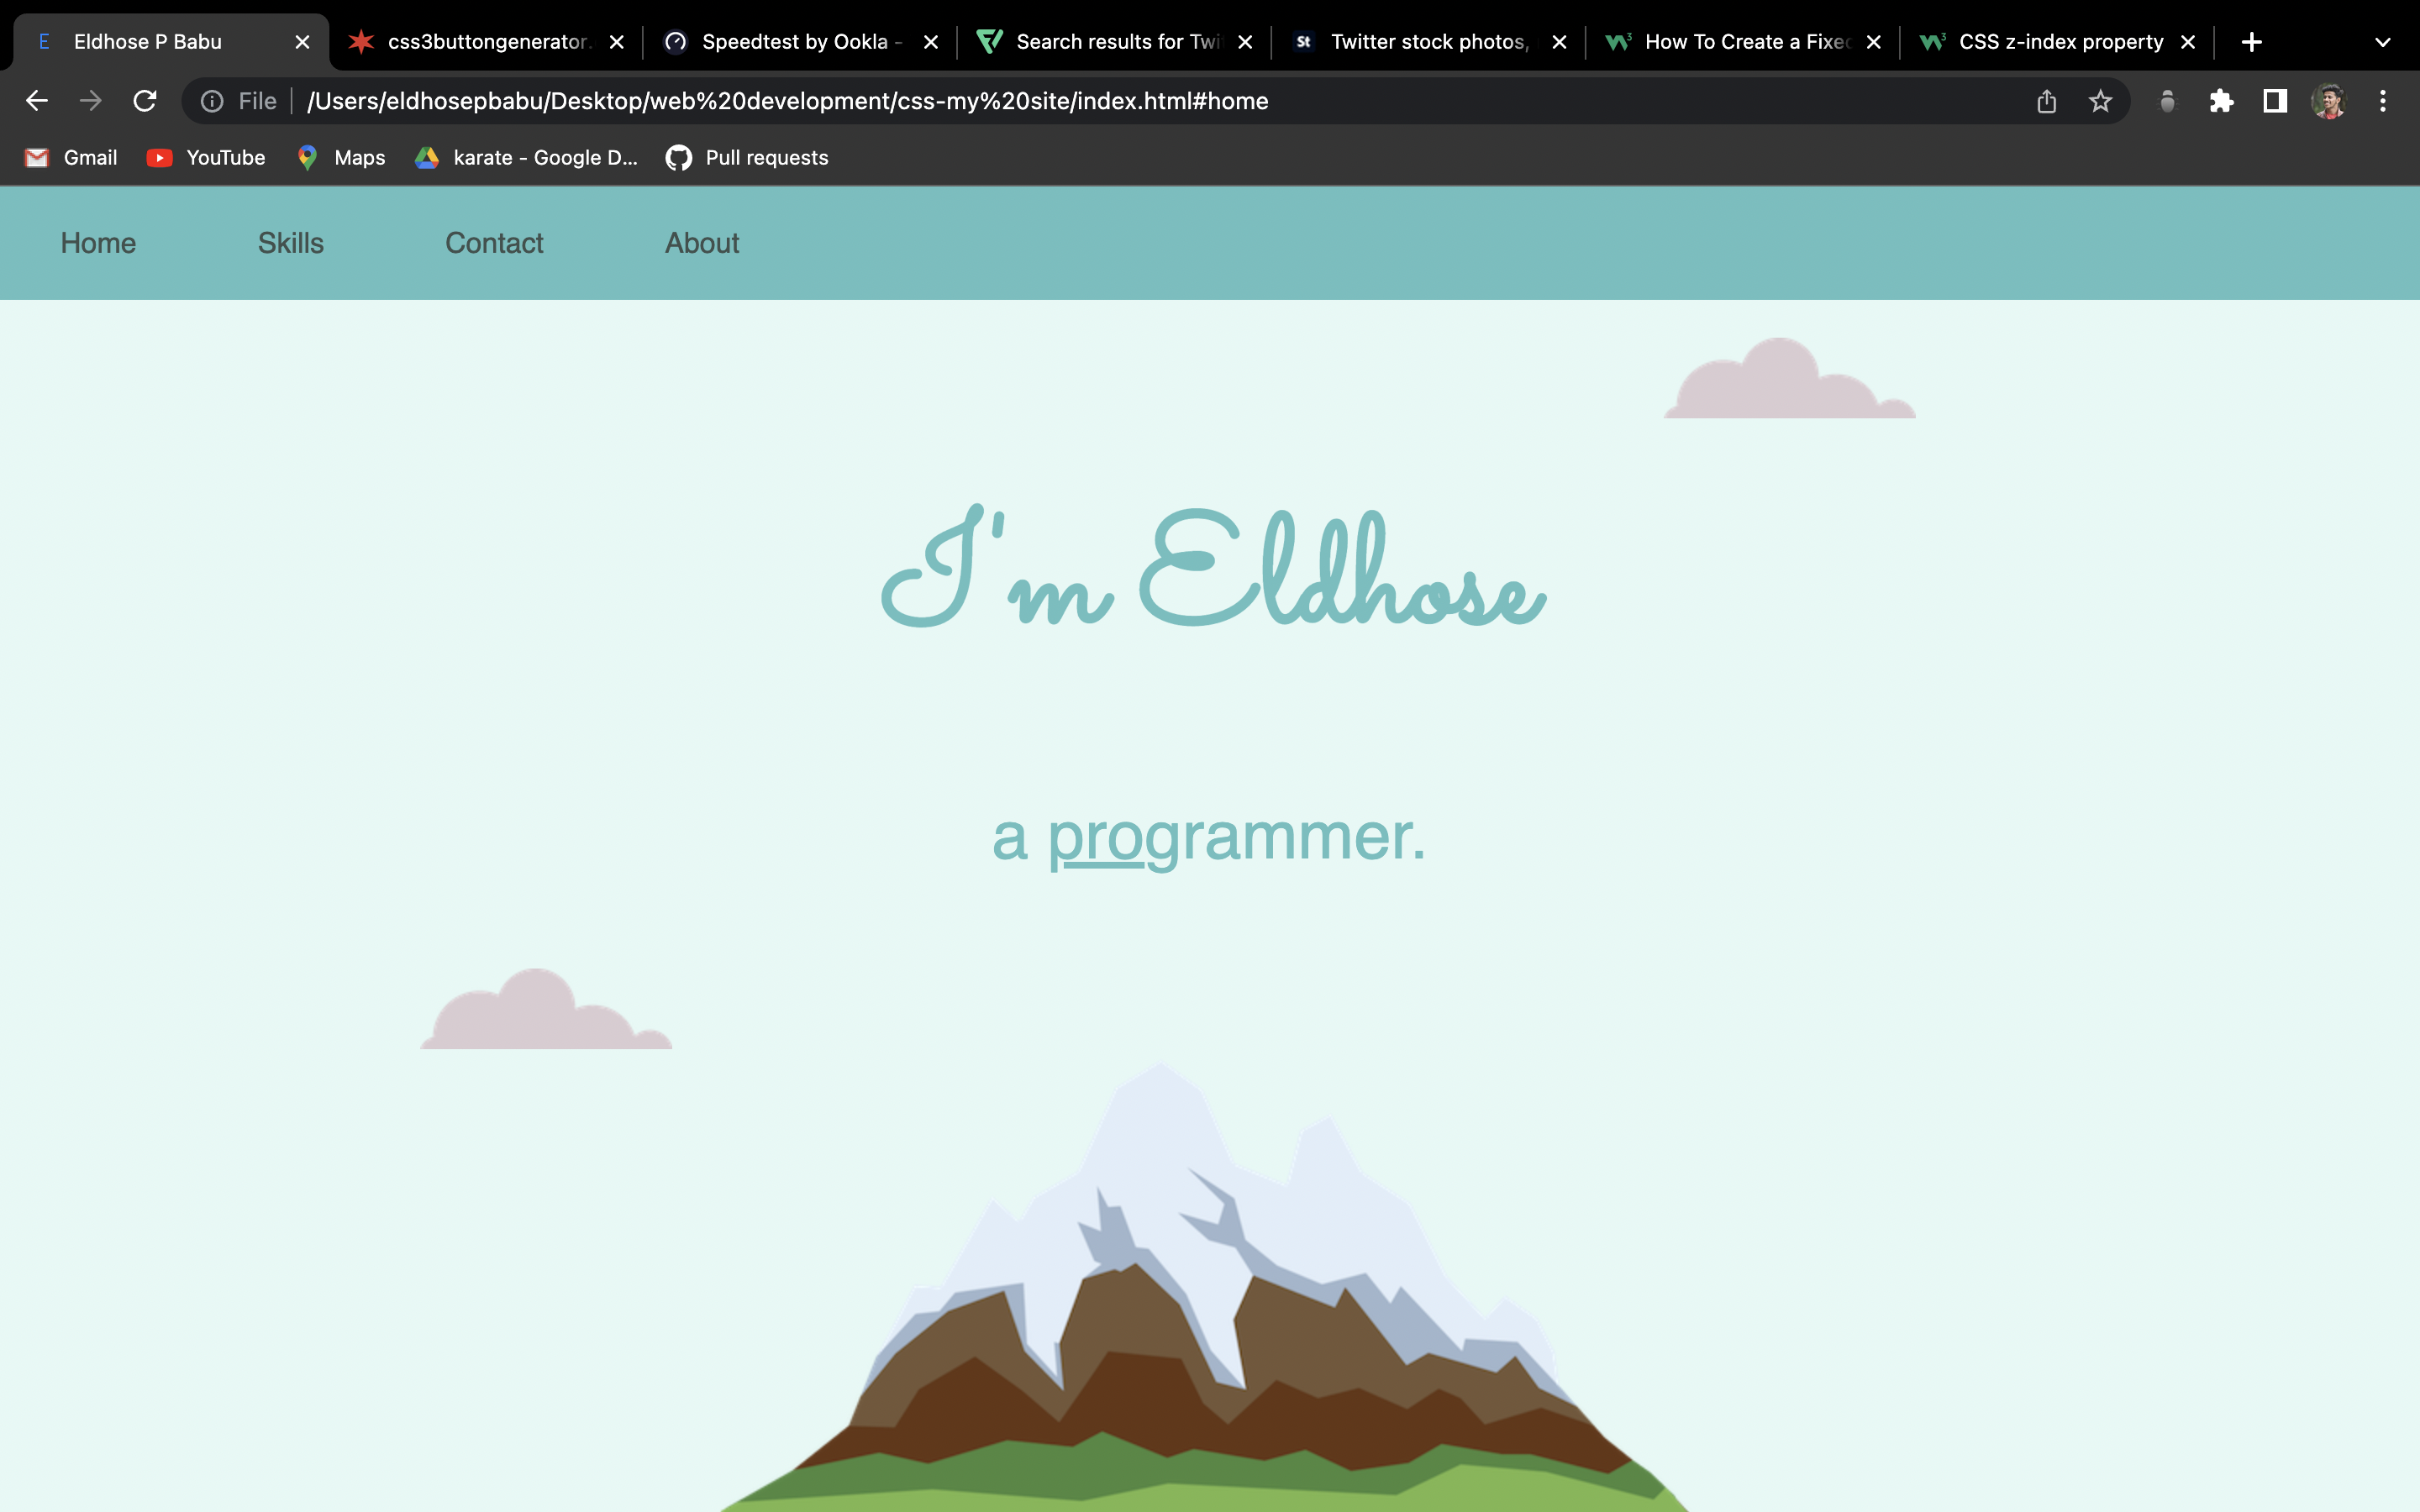 E Eldhose P Babu css3buttongenerator. Speedtest by Ookla - Search results for Twi St Twitter stock photos, W3 How To Create a Fixed W3 CSS z-index property
File /Users/eldhosepbabu/Desktop/web%20development/css-my%20site/index.html#home
Gmail YouTube Maps karate - Google D... Pull requests
Home Skills Contact About
I'm Eldhose
a programmer.